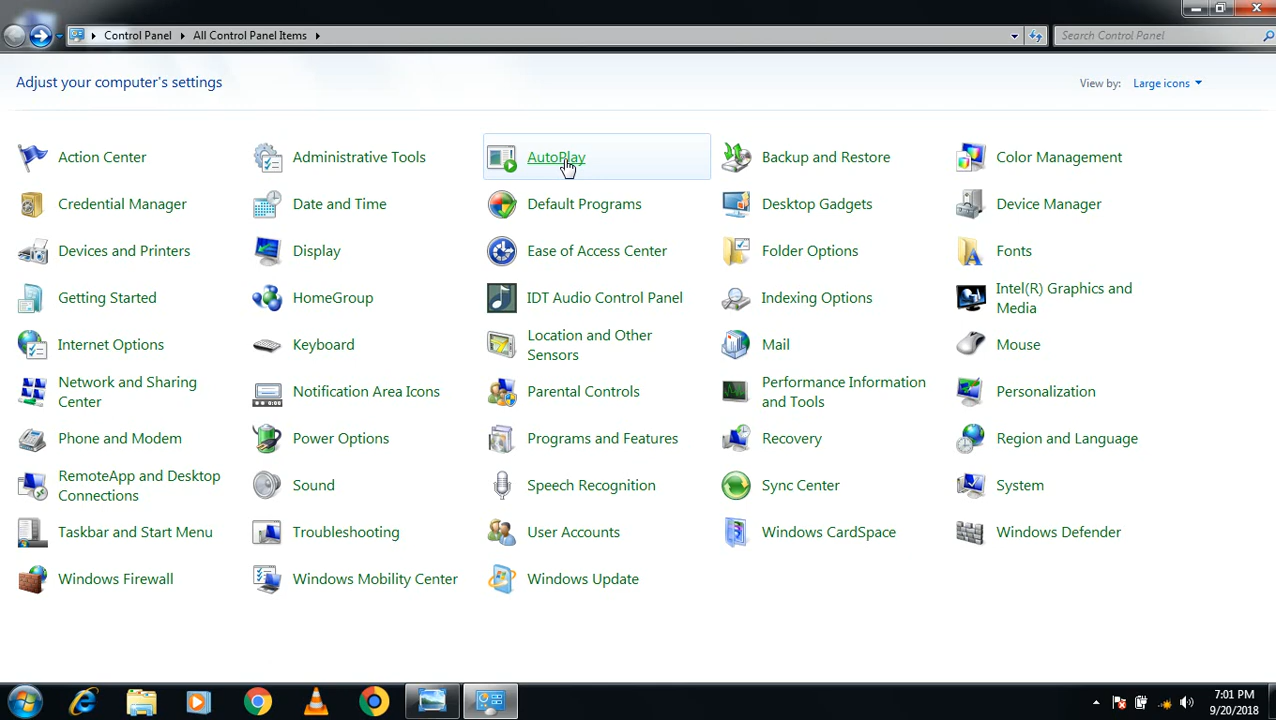 Control Panel All Control Panel Items Search Control Panel
Adjust your computer's settings View by: Large icons
Action Center Administrative Tools AutoPlay Backup and Restore Color Management
Credential Manager Date and Time Default Programs Desktop Gadgets Device Manager
Devices and Printers Display Ease of Access Center Folder Options Fonts
Getting Started HomeGroup IDT Audio Control Panel Indexing Options Intel(R) Graphics and
Media
Internet Options Keyboard Location and Other
Sensors Mail Mouse
Network and Sharing
Center Notification Area Icons Parental Controls Performance Information
and Tools Personalization
Phone and Modem Power Options Programs and Features Recovery Region and Language
RemoteApp and Desktop
Connections Sound Speech Recognition Sync Center System
Taskbar and Start Menu Troubleshooting User Accounts Windows CardSpace Windows Defender
Windows Firewall Windows Mobility Center Windows Update
7:01 PM
9/20/2018